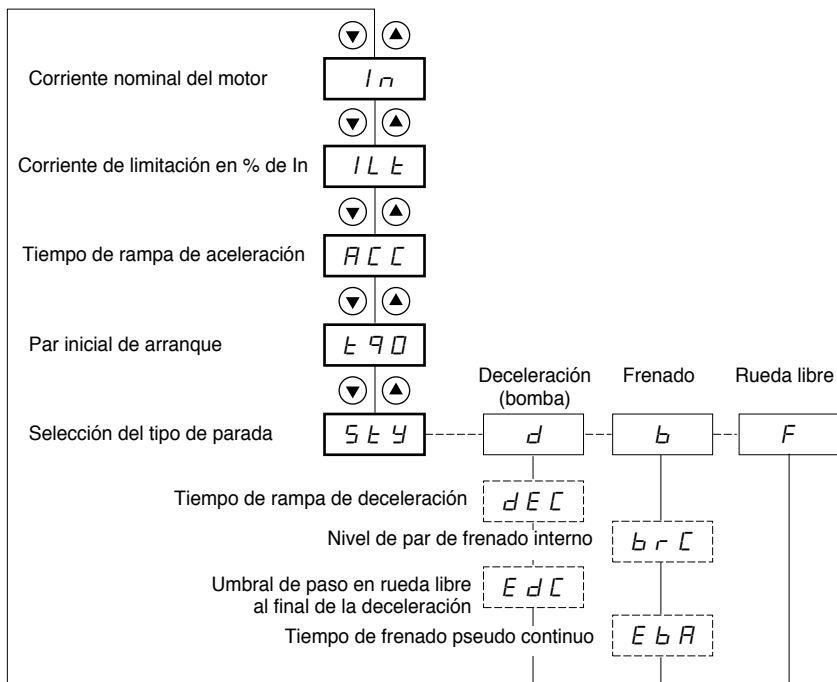 Corriente nominal del motor
In
Corriente de limitación en % de In
ILt
Tiempo de rampa de aceleración
ACC
Par inicial de arranque
tq0
Deceleración
(bomba)
Frenado
Rueda libre
Selección del tipo de parada
StY
d
b
F
Tiempo de rampa de deceleración
dEC
Nivel de par de frenado interno
brC
Umbral de paso en rueda libre
al final de la deceleración
EdC
Tiempo de frenado pseudo continuo
EbA